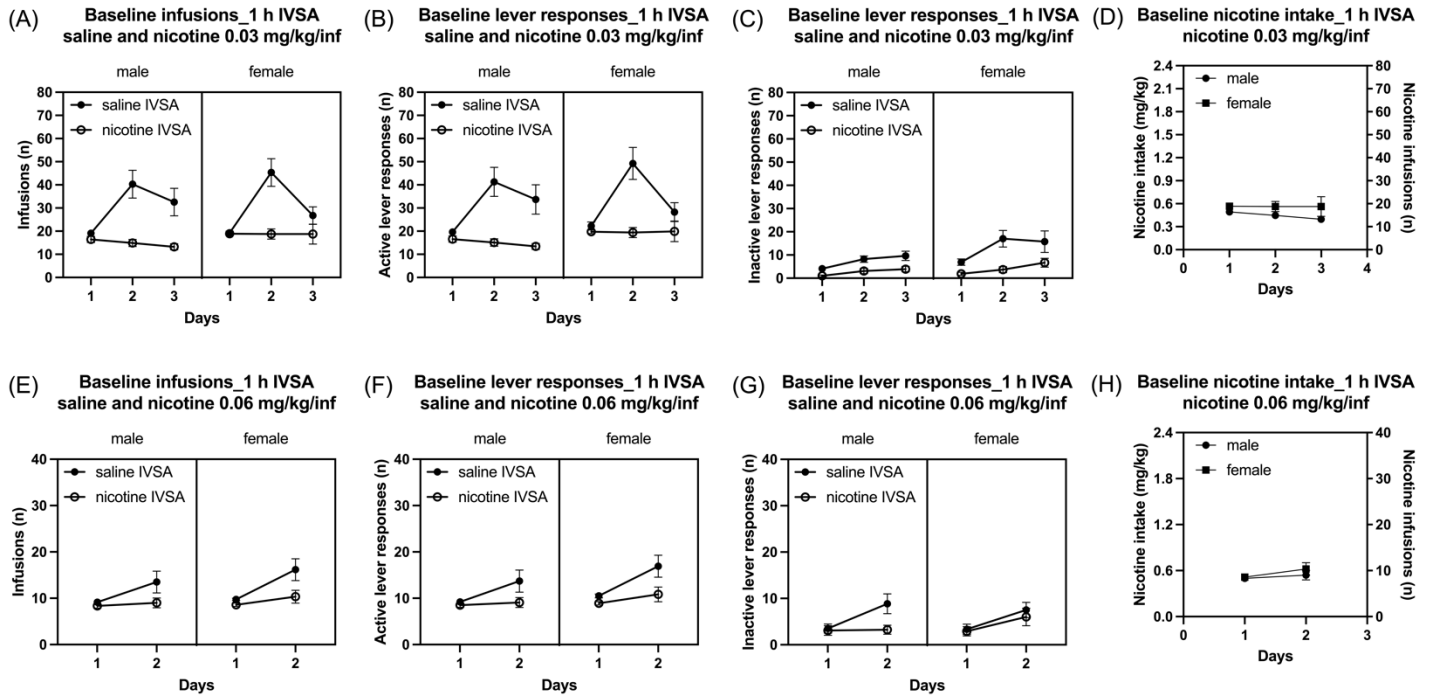 (A)
Baseline infusions_1 h IVSA
saline and nicotine 0.03 mg/kg/inf
male
female
saline IVSA
nicotine IVSA
Infusions (n)
80
70
60
50
40
30
20
10
0
1 2 3 1 2 3
Days
(B)
Baseline lever responses_1 h IVSA
saline and nicotine 0.03 mg/kg/inf
male
female
saline IVSA
nicotine IVSA
Active lever responses (n)
80
70
60
50
40
30
20
10
0
1 2 3 1 2 3
Days
(C)
Baseline lever responses_1 h IVSA
saline and nicotine 0.03 mg/kg/inf
male
female
saline IVSA
nicotine IVSA
Inactive lever responses (n)
80
70
60
50
40
30
20
10
0
1 2 3 1 2 3
Days
(D)
Baseline nicotine intake_1 h IVSA
nicotine 0.03 mg/kg/inf
male
female
Nicotine intake (mg/kg)
2.4
2.1
1.8
1.5
1.2
0.9
0.6
0.3
0.0
Nicotine infusions (n)
80
70
60
50
40
30
20
10
0
0 1 2 3 4
Days
(E)
Baseline infusions_1 h IVSA
saline and nicotine 0.06 mg/kg/inf
male
female
saline IVSA
nicotine IVSA
Infusions (n)
40
30
20
10
0
1 2 1 2
Days
(F)
Baseline lever responses_1 h IVSA
saline and nicotine 0.06 mg/kg/inf
male
female
saline IVSA
nicotine IVSA
Active lever responses (n)
40
30
20
10
0
1 2 1 2
Days
(G)
Baseline lever responses_1 h IVSA
saline and nicotine 0.06 mg/kg/inf
male
female
saline IVSA
nicotine IVSA
Inactive lever responses (n)
40
30
20
10
0
1 2 1 2
Days
(H)
Baseline nicotine intake_1 h IVSA
nicotine 0.06 mg/kg/inf
male
female
Nicotine intake (mg/kg)
2.4
1.8
1.2
0.6
0.0
Nicotine infusions (n)
40
30
20
10
0
0 1 2 3
Days